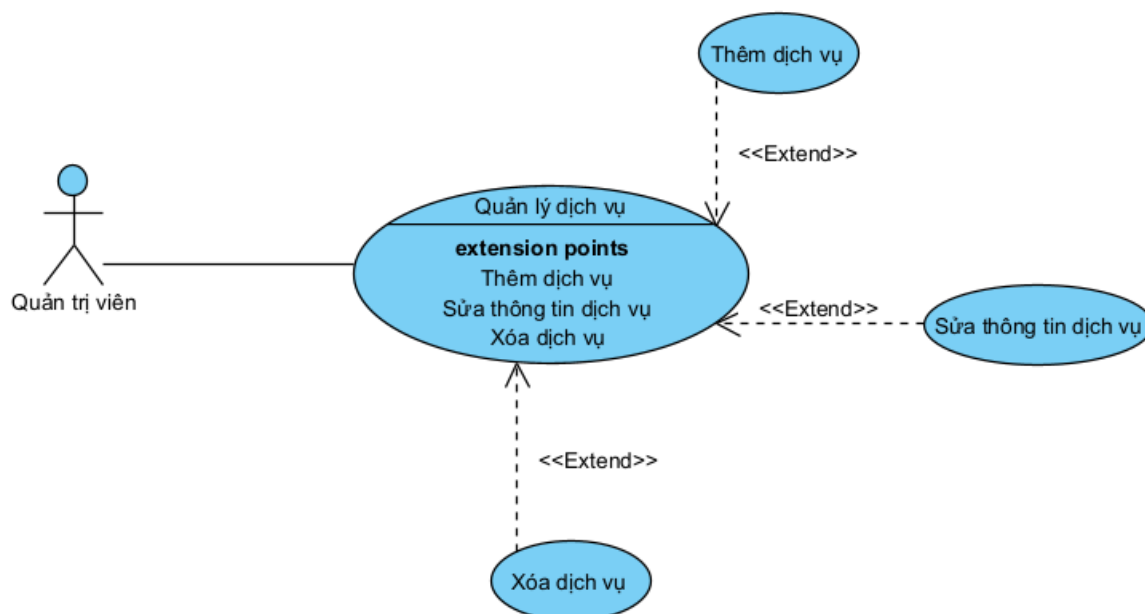 Thêm dịch vụ
<<Extend>>
Quản lý dịch vụ
extension points
Thêm dịch vụ
Sửa thông tin dịch vụ
Xóa dịch vụ
Quản trị viên
<<Extend>>
Sửa thông tin dịch vụ
<<Extend>>
Xóa dịch vụ